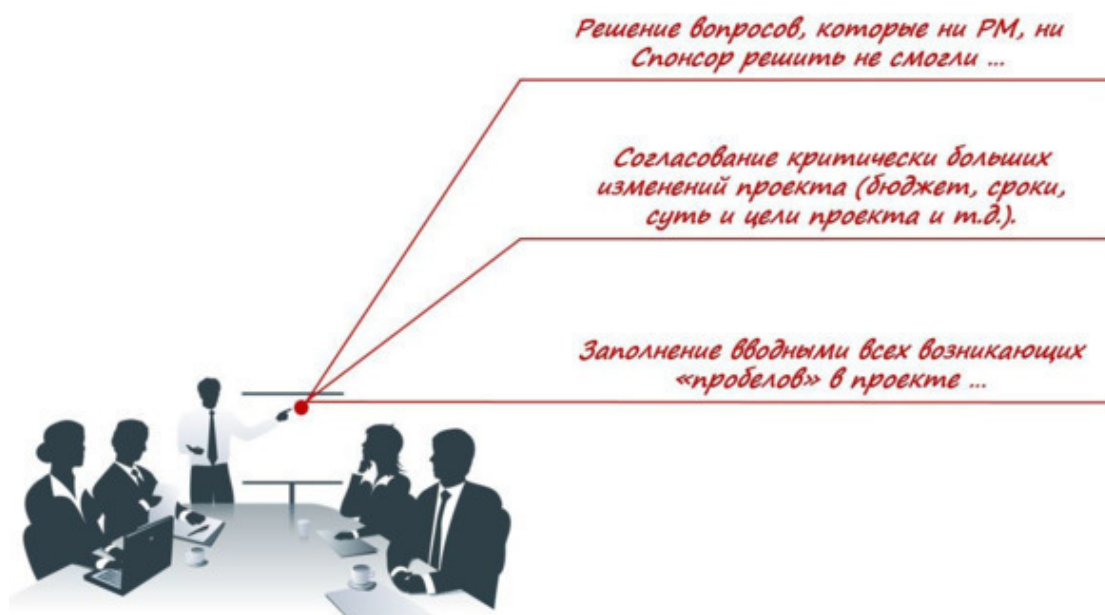 Решение вопросов, которые ни РМ, ни
Спонсор решить не смогли ...
Согласование критически больших
изменений проекта (бюджет, сроки,
суть и цели проекта и т.д.).
Заполнение вводными всех возникающих
«пробелов» в проекте ...